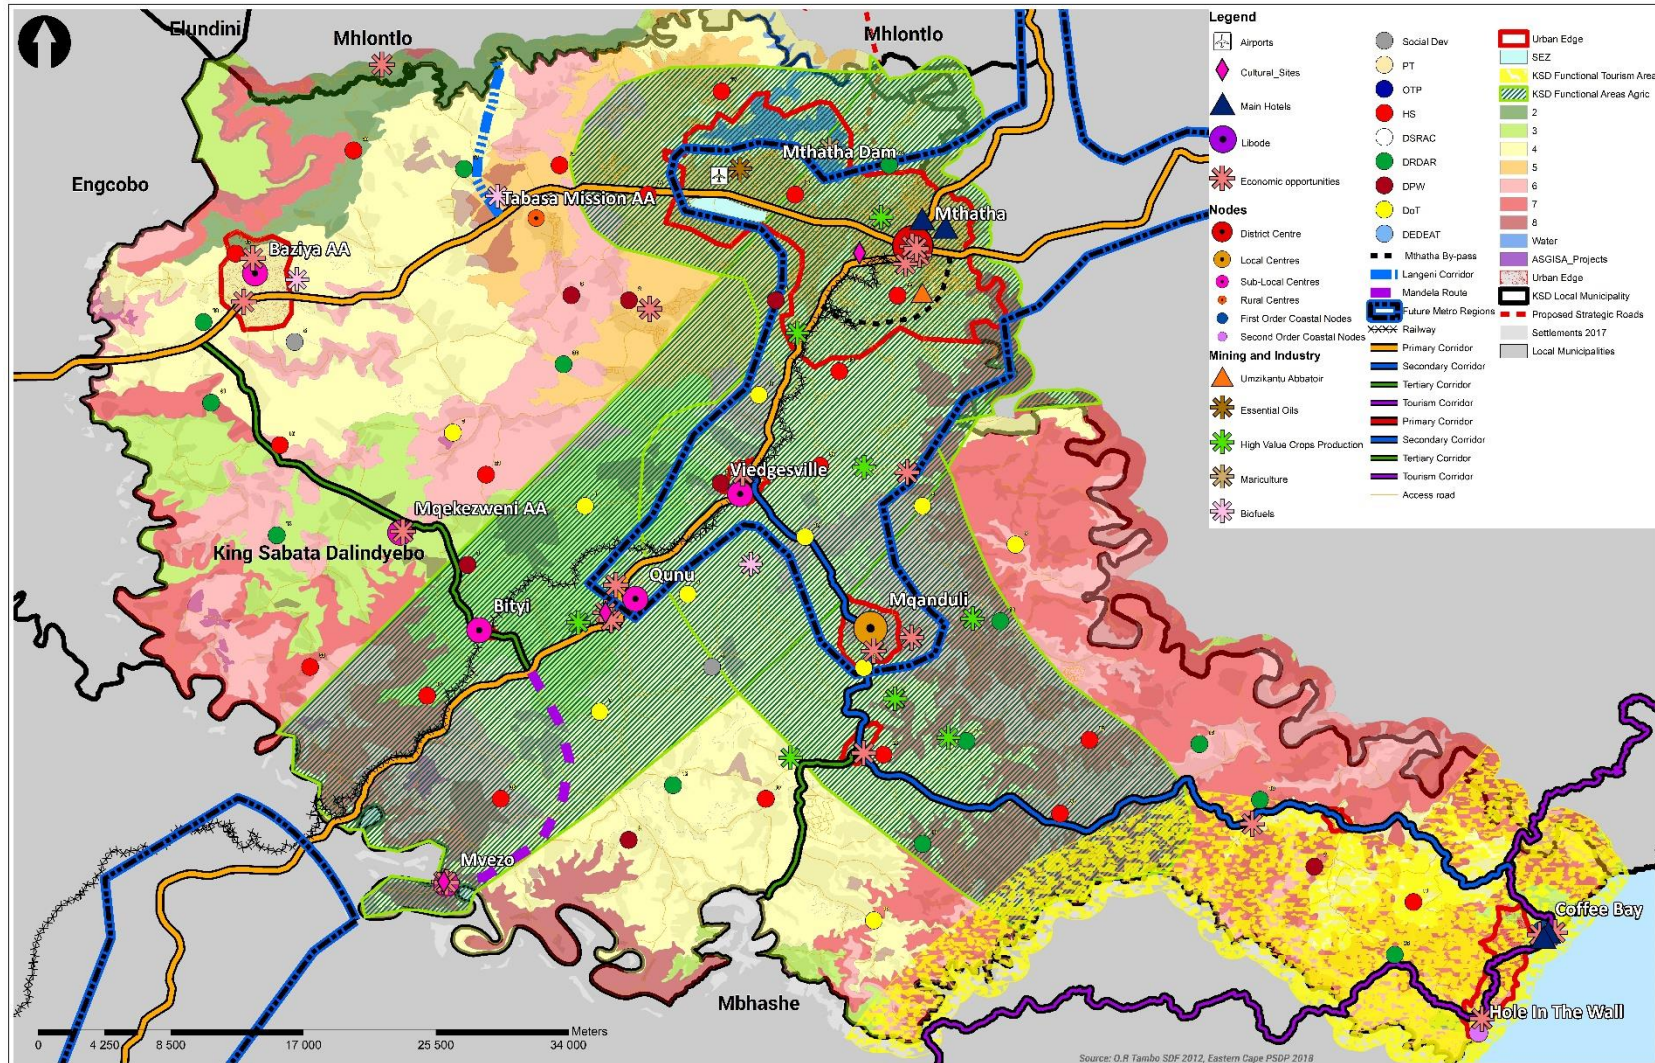 Elundini
Mhlontlo
Mhlontlo
Engcobo
Mthatha Dam
Tabasa Mission AA
Mthatha
Baziya AA
Viedgesville
Mqekezweni AA
King Sabata Dalindyebo
Qunu
Bityi
Mqanduli
Mvezo
Coffee Bay
Mbhashe
Hole In The Wall
Meters
0 4 250 8 500 17 000 25 500 34 000
Source: O.R Tambo SDF 2012, Eastern Cape PSDP 2018
Legend
Airports
Cultural_Sites
Main Hotels
Libode
Economic opportunities
Nodes
District Centre
Local Centres
Sub-Local Centres
Rural Centres
First Order Coastal Nodes
Second Order Coastal Nodes
Mining and Industry
Umzikantu Abbatoir
Essential Oils
High Value Crops Production
Mariculture
Biofuels
Social Dev
PT
OTP
HS
DSRAC
DRDAR
DPW
DoT
DEDEAT
Mthatha By-pass
Langeni Corridor
Mandela Route
Future Metro Regions
Railway
Primary Corridor
Secondary Corridor
Tertiary Corridor
Tourism Corridor
Primary Corridor
Secondary Corridor
Tertiary Corridor
Tourism Corridor
Access road
Urban Edge
SEZ
KSD Functional Tourism Area
KSD Functional Areas Agric
2
3
4
5
6
7
8
Water
ASGISA_Projects
Urban Edge
KSD Local Municipality
Proposed Strategic Roads
Settlements 2017
Local Municipalities